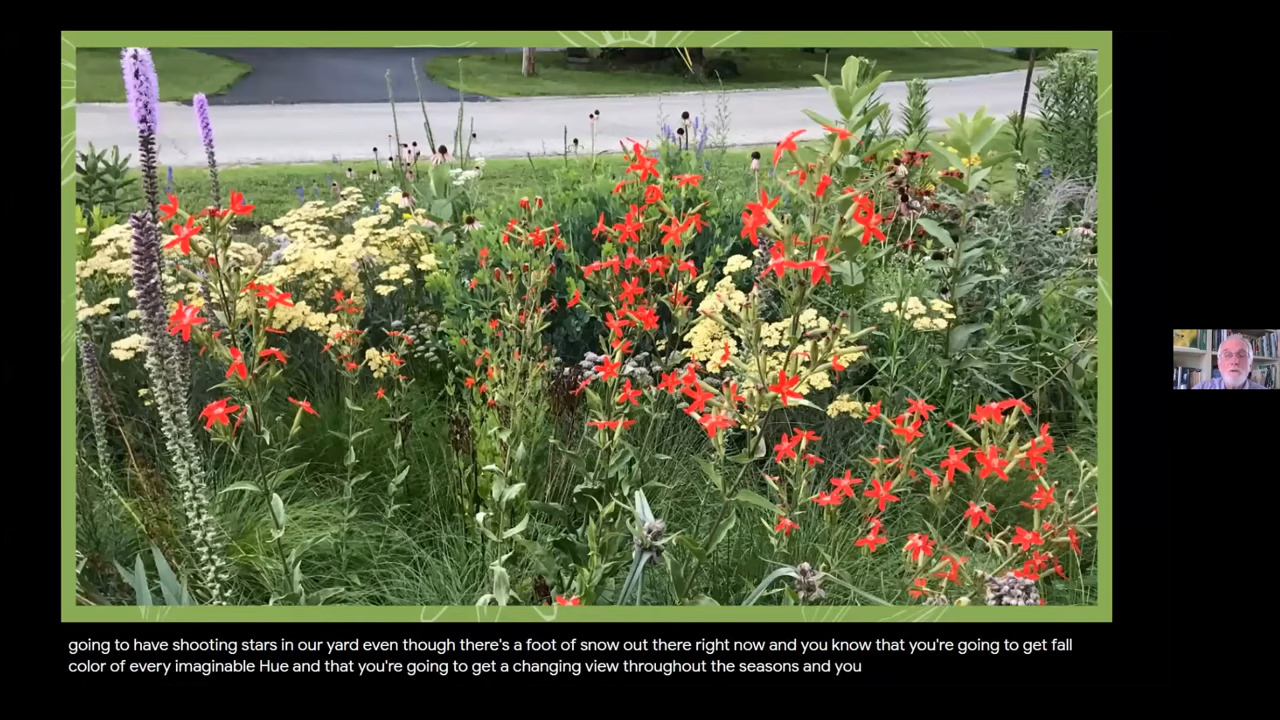 going to have shooting stars in our yard even though there's a foot of snow out there right now and you know that you're going to get fall
color of every imaginable Hue and that you're going to get a changing view throughout the seasons and you